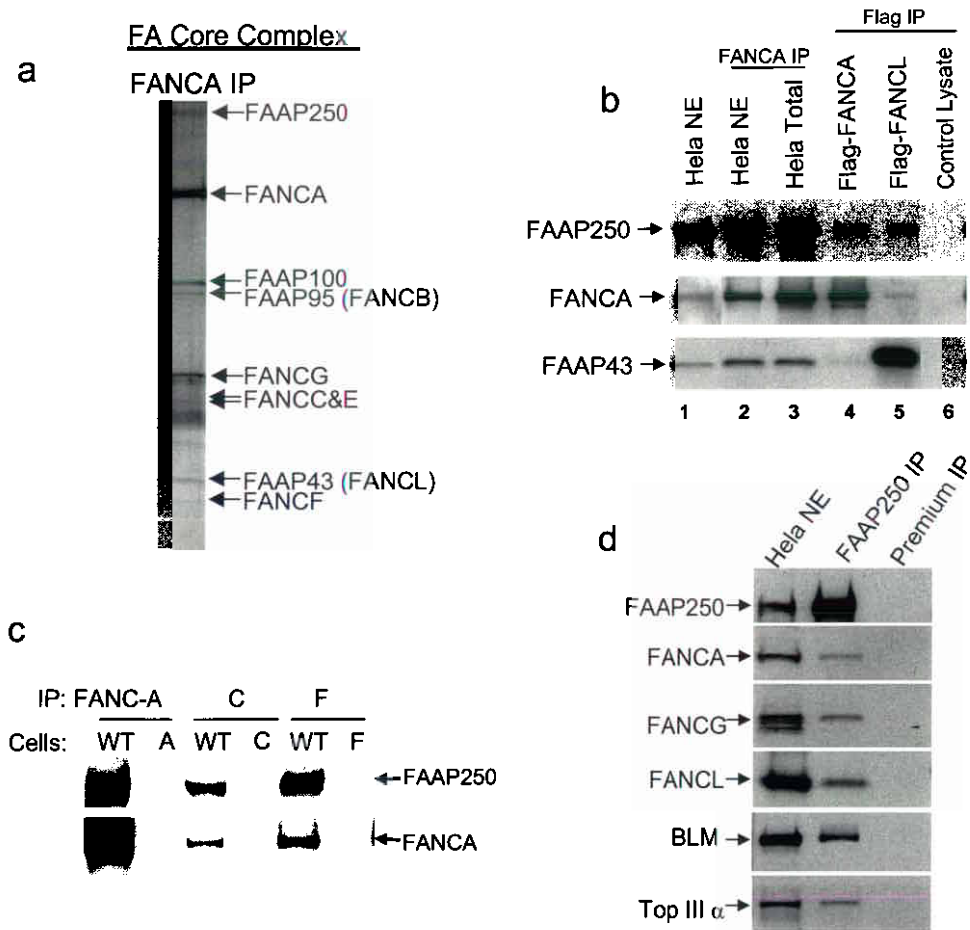 FA Core Complex
a
FANCA IP
FAAP250
FANCA
FAAP100
FAAP95 (FANCB)
FANCG
FANCC&E
FAAP43 (FANCL)
FANCF
b
Flag IP
FANCA IP
Hela NE
Hela NE
Hela Total
Flag-FANCA
Flag-FANCL
Control Lysate
FAAP250
FANCA
FAAP43
1 2 3 4 5 6
c
IP: FANC-A C F
Cells: WT A WT C WT F
FAAP250
FANCA
d
Hela NE
FAAP250 IP
Premium IP
FAAP250
FANCA
FANCG
FANCL
BLM
Top III α